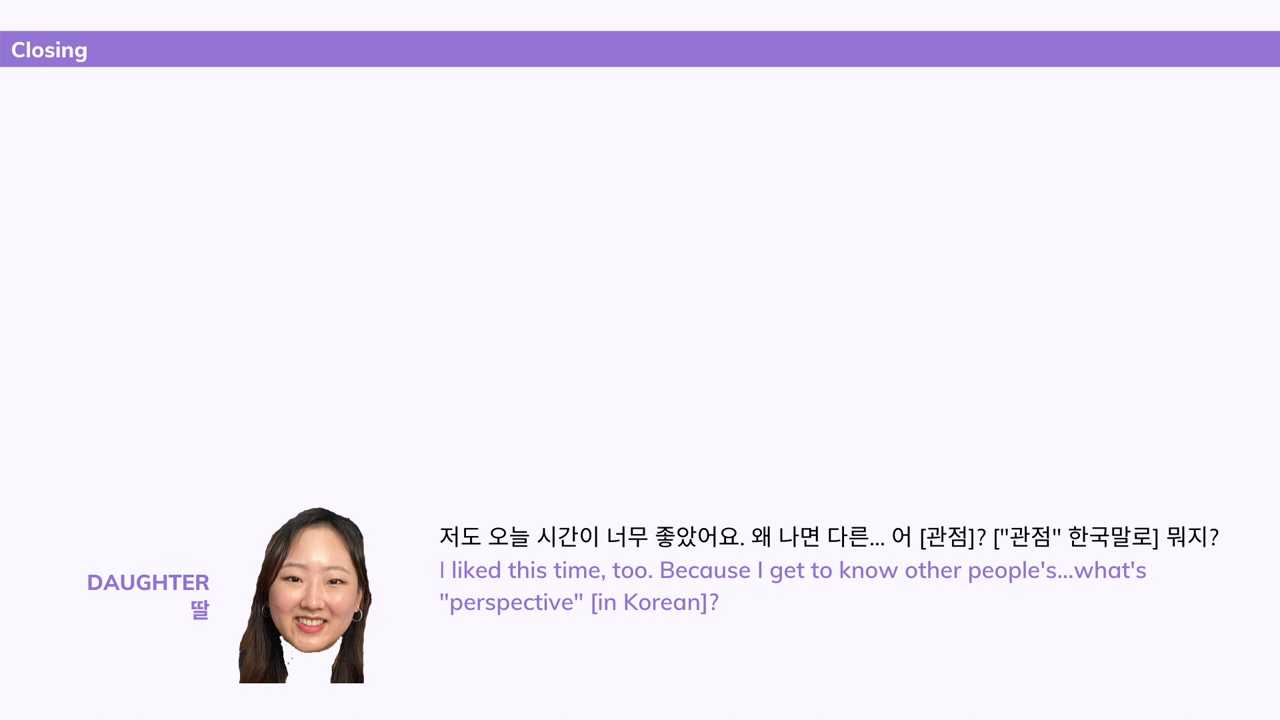 Closing
저도 오늘 시간이 너무 좋았어요. 왜 나면 다른... 어 [관점]? ["관점" 한국말로] 뭐지?
I liked this time, too. Because I get to know other people's...what's
"perspective" [in Korean]?
DAUGHTER
딸